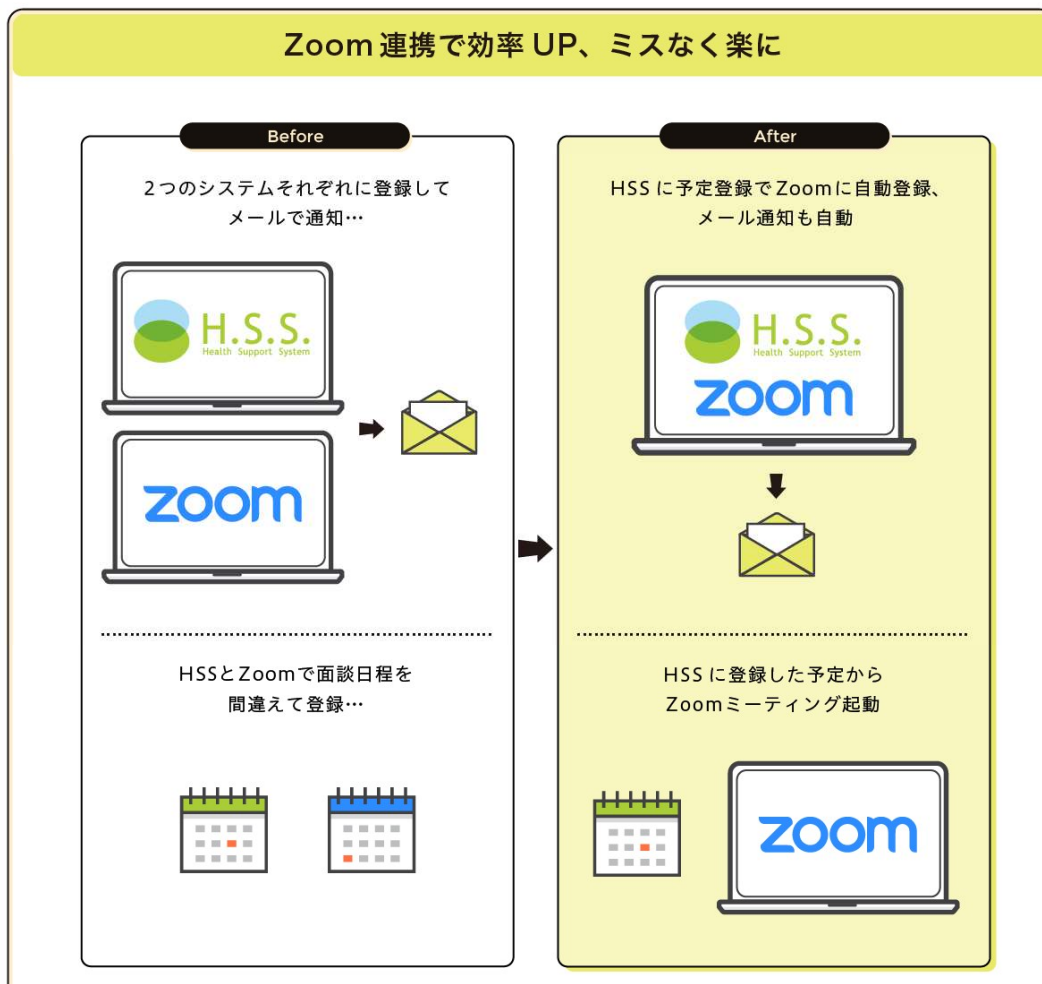 Zoom 連携で効率 UP、ミスなく楽に
Before
2つのシステムそれぞれに登録して
メールで通知…
H.S.S.
Health Support System
zoom
HSSとZoomで面談日程を
間違えて登録…
After
HSS に予定登録でZoomに自動登録、
メール通知も自動
H.S.S.
Health Support System
zoom
HSS に登録した予定から
Zoomミーティング起動
zoom